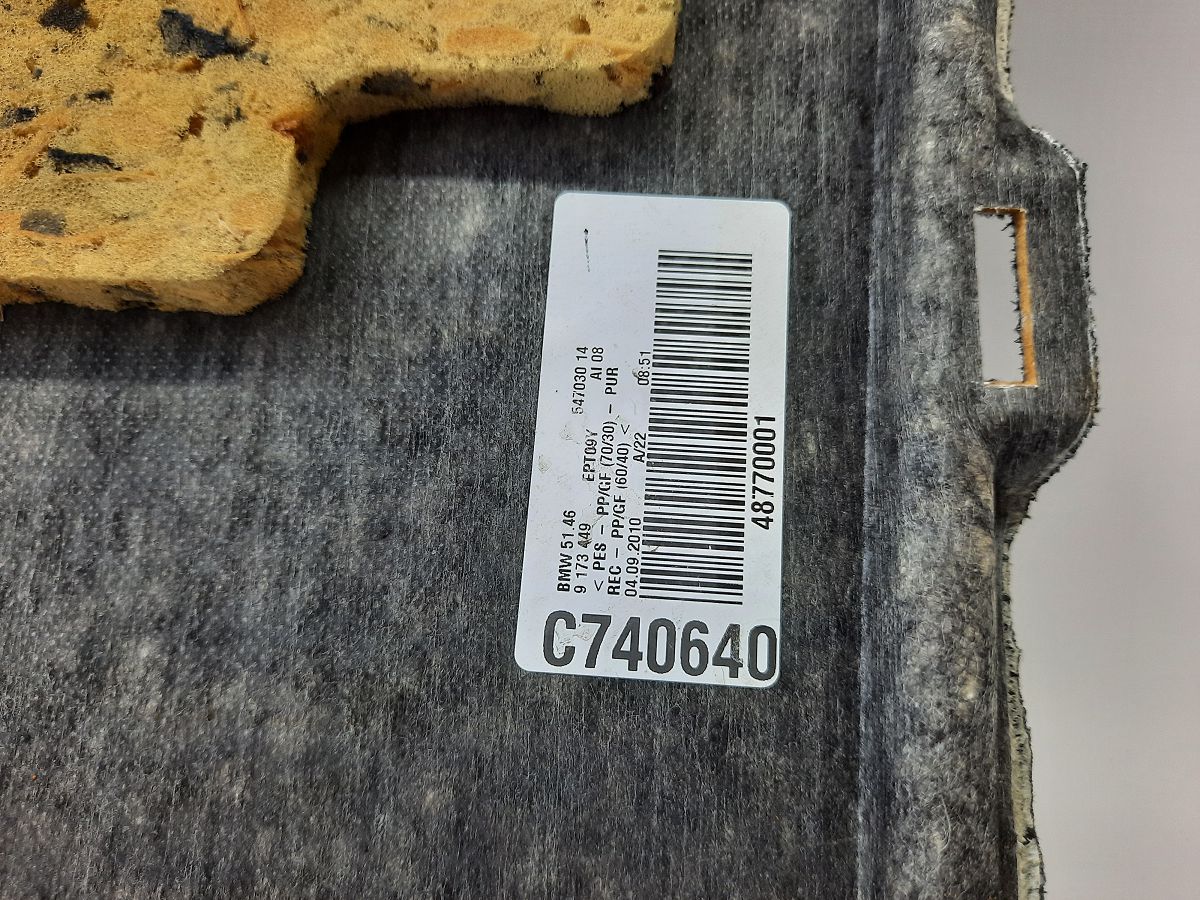 BMW 51.46
9 173 449 EPT09Y 547030 14
< PES - PP/GF (70/30) - PUR AI 08
REC - PP/GF (60/40) <
04.09.2010 A/22 08:51
48770001
C740640